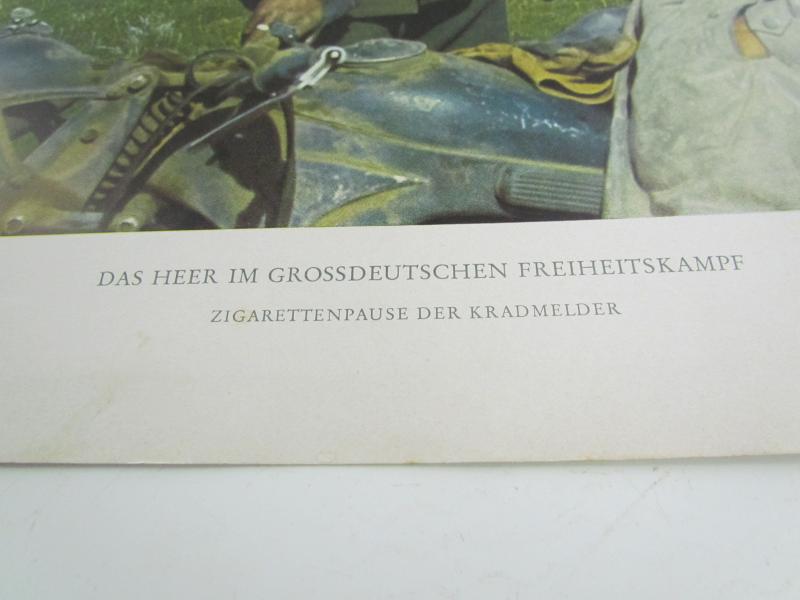 DAS HEER IM GROSSDEUTSCHEN FREIHEITSKAMPF
ZIGARETTENPAUSE DER KRADMELDER